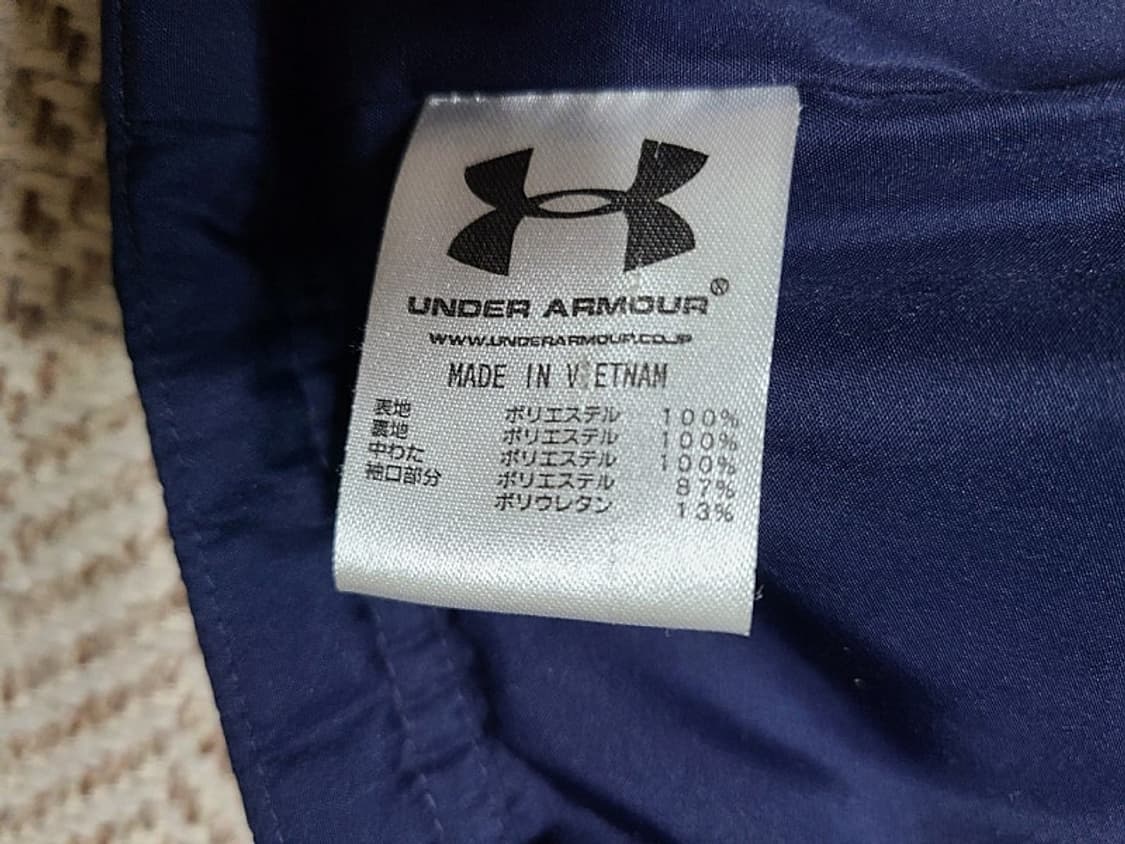 UNDER ARMOUR®
WWW.UNDERARMOUR.CO.JP
MADE IN VIETNAM
表地 ポリエステル 100%
裏地 ポリエステル 100%
中わた ポリエステル 100%
袖口部分 ポリエステル 87%
ポリウレタン 13%